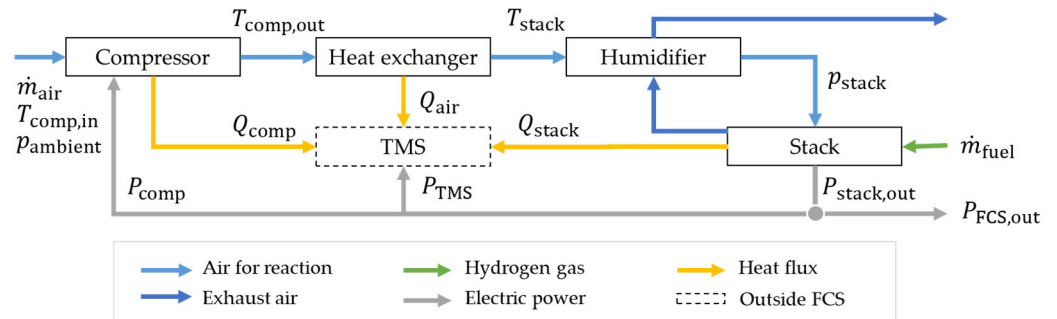 T_comp,out
T_stack
Compressor
Heat exchanger
Humidifier
ṁ_air
T_comp,in
p_ambient
p_stack
Q_air
Q_comp
Q_stack
TMS
Stack
ṁ_fuel
P_comp
P_TMS
P_stack,out
P_FCS,out
Air for reaction
Hydrogen gas
Heat flux
Exhaust air
Electric power
Outside FCS